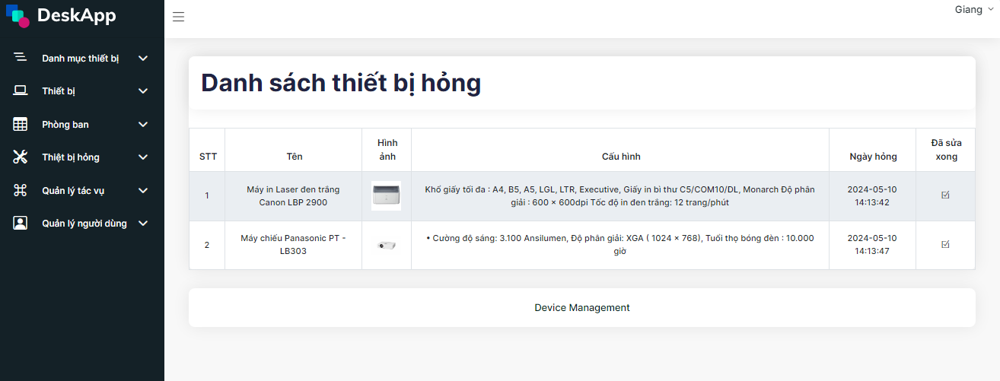 DeskApp
Giang
Danh mục thiết bị
Thiết bị
Phòng ban
Thiệt bị hỏng
Quản lý tác vụ
Quản lý người dùng
Danh sách thiết bị hỏng
STT
Tên
Hình
ảnh
Cấu hình
Ngày hỏng
Đã sửa
xong
1
Máy in Laser đen trắng
Canon LBP 2900
Khổ giấy tối đa : A4, B5, A5, LGL, LTR, Executive, Giấy in bì thư C5/COM10/DL, Monarch Độ phân
giải : 600 × 600dpi Tốc độ in đen trắng: 12 trang/phút
2024-05-10
14:13:42
2
Máy chiếu Panasonic PT -
LB303
• Cường độ sáng: 3.100 Ansilumen, Độ phân giải: XGA ( 1024 × 768), Tuổi thọ bóng đèn : 10.000
giờ
2024-05-10
14:13:47
Device Management